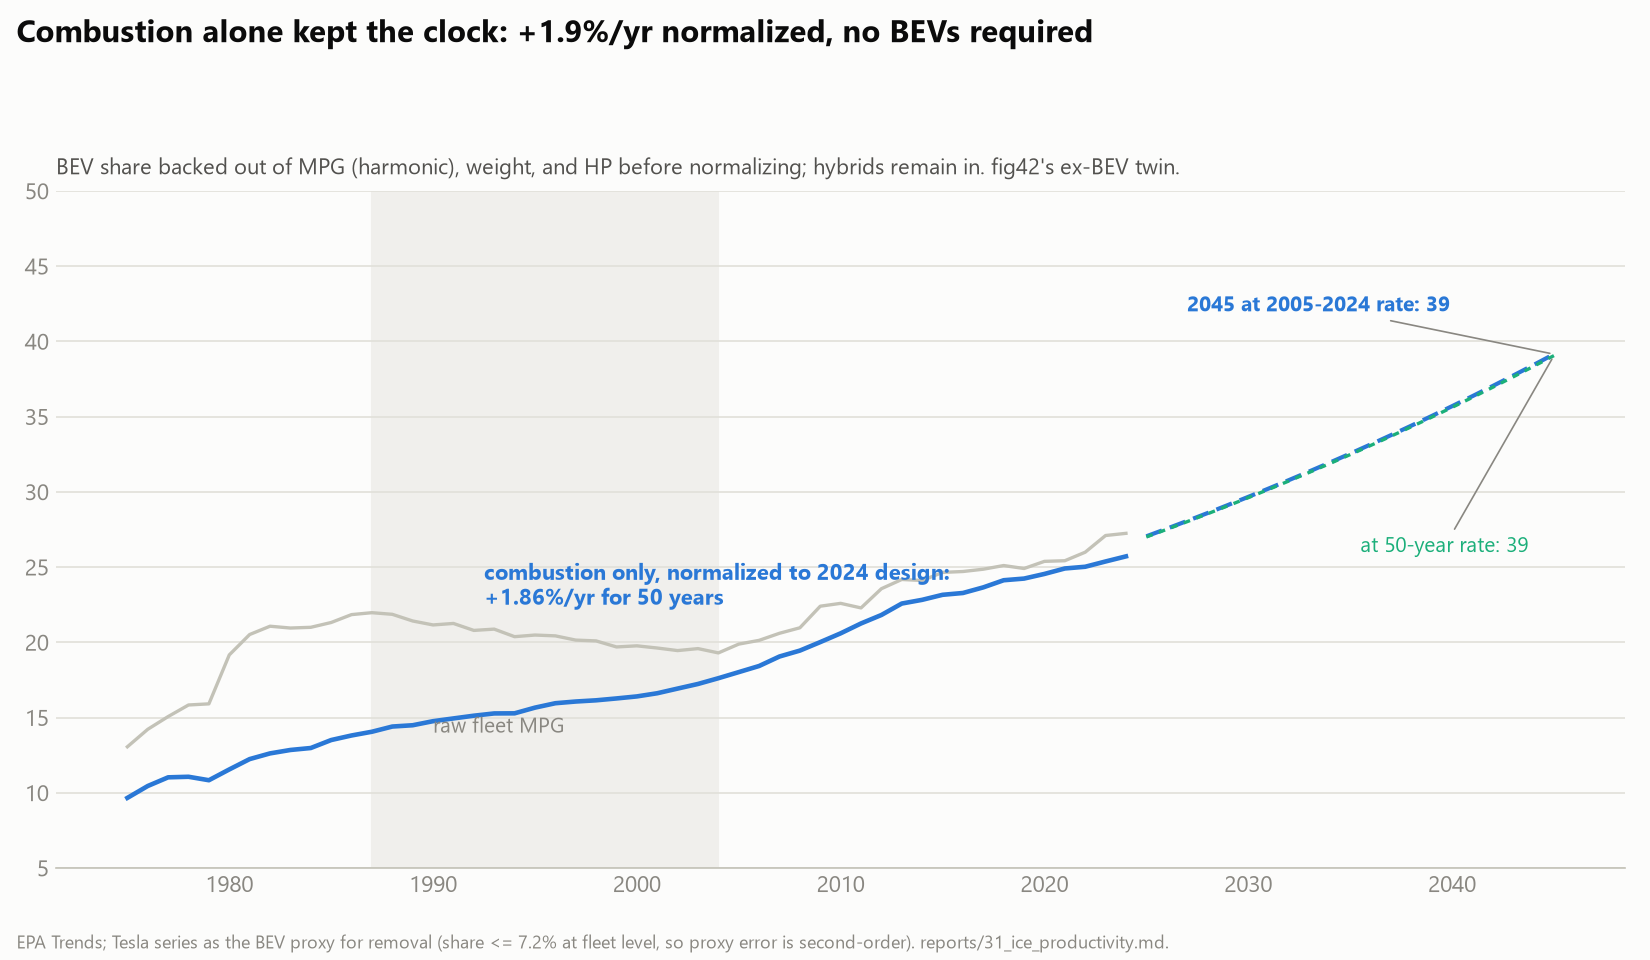 Combustion alone kept the clock: +1.9%/yr normalized, no BEVs required
BEV share backed out of MPG (harmonic), weight, and HP before normalizing; hybrids remain in. fig42's ex-BEV twin.
50
45
40
35
30
25
20
15
10
5
2045 at 2005-2024 rate: 39
at 50-year rate: 39
combustion only, normalized to 2024 design:
+1.86%/yr for 50 years
raw fleet MPG
1980
1990
2000
2010
2020
2030
2040
EPA Trends; Tesla series as the BEV proxy for removal (share <= 7.2% at fleet level, so proxy error is second-order). reports/31_ice_productivity.md.